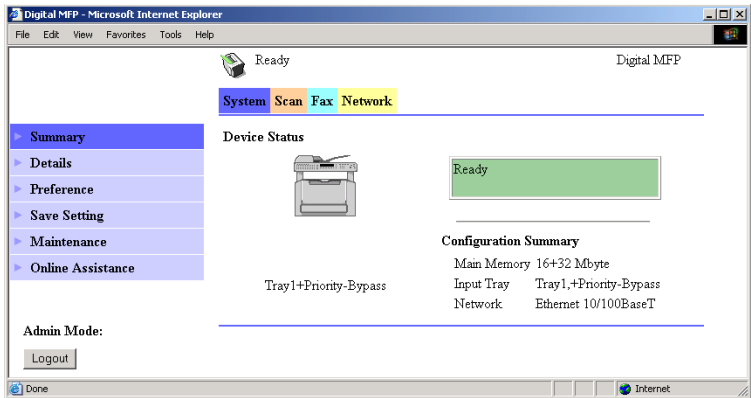 Digital MFP - Microsoft Internet Explorer
File Edit View Favorites Tools Help
Ready Digital MFP
System Scan Fax Network
Summary
Details
Preference
Save Setting
Maintenance
Online Assistance
Admin Mode:
Logout
Device Status
Ready
Tray1+Priority-Bypass
Configuration Summary
Main Memory 16+32 Mbyte
Input Tray Tray1,+Priority-Bypass
Network Ethernet 10/100BaseT
Done Internet